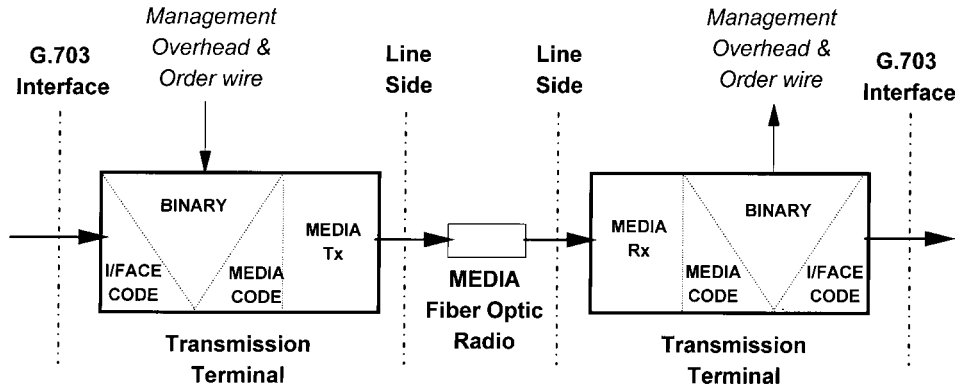 Management
Overhead &
Order wire
G.703
Interface
Line
Side
Line
Side
Management
Overhead &
Order wire
G.703
Interface
BINARY
I/FACE
CODE
MEDIA
CODE
MEDIA
Tx
MEDIA
Fiber Optic
Radio
MEDIA
Rx
MEDIA
CODE
BINARY
I/FACE
CODE
Transmission
Terminal
Transmission
Terminal